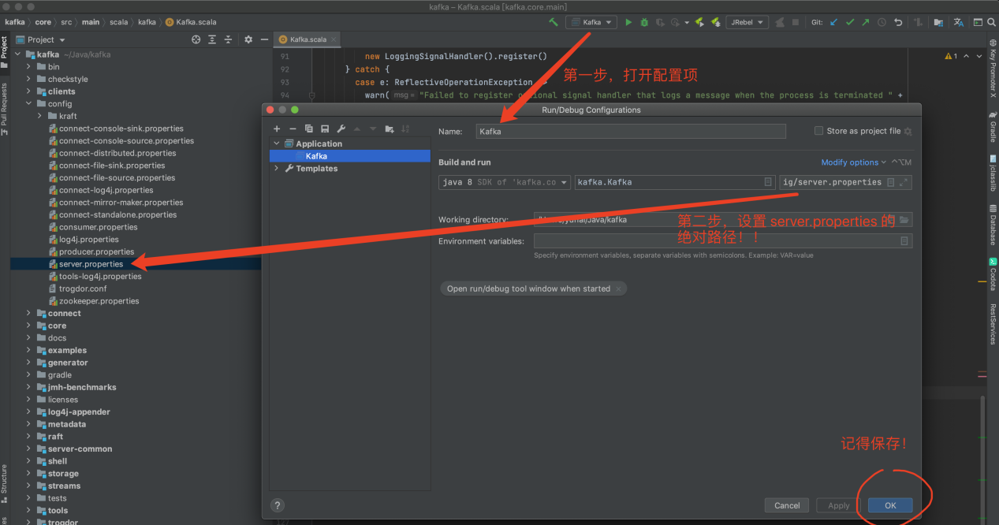 kafka – Kafka.scala [kafka.core.main]
kafka core src main scala kafka Kafka.scala
Kafka
JRebel
Git:
Project
Kafka.scala
Project
Pull Requests
Structure
kafka ~/Java/kafka
bin
checkstyle
clients
config
kraft
connect-console-sink.properties
connect-console-source.properties
connect-distributed.properties
connect-file-sink.properties
connect-file-source.properties
connect-log4j.properties
connect-mirror-maker.properties
connect-standalone.properties
consumer.properties
log4j.properties
producer.properties
server.properties
tools-log4j.properties
trogdor.conf
zookeeper.properties
connect
core
docs
examples
generator
gradle
jmh-benchmarks
licenses
log4j-appender
metadata
raft
server-common
shell
storage
streams
tests
tools
trogdor
91 new LoggingSignalHandler().register()
92 } catch {
93 case e: ReflectiveOperationException
94 warn( msg = "Failed to register optional signal handler that logs a message when the process is terminated " +
1
第一步，打开配置项
Run/Debug Configurations
Application
Kafka
Templates
Name: Kafka
Store as project file
Build and run
Modify options ⌃⌥M
java 8 SDK of 'kafka.co
kafka.Kafka
ig/server.properties
Working directory:
/Java/kafka
第二步，设置 server.properties 的
绝对路径！！
Environment variables:
Specify environment variables, separate variables with semicolons. Example: VAR=value
Open run/debug tool window when started
记得保存！
?
Cancel
Apply
OK
127
Key Promoter X
Gradle
jclasslib
Database
Codota
RestServices